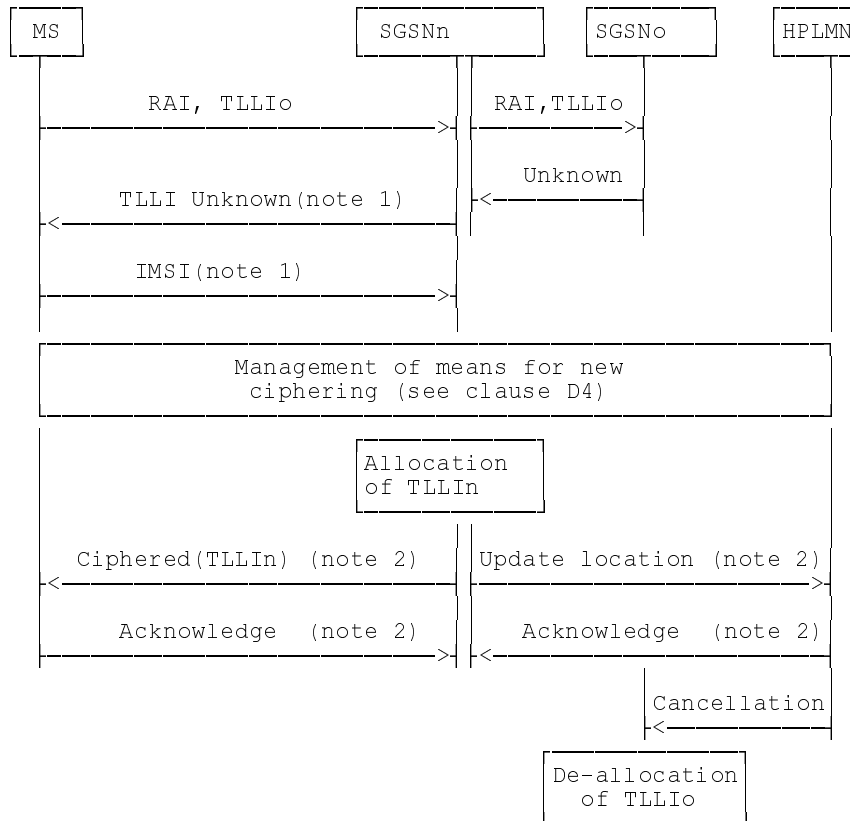 MS SGSNn SGSNo HPLMN
RAI, TLLIo RAI,TLLIo
Unknown
TLLI Unknown(note 1)
IMSI(note 1)
Management of means for new
ciphering (see clause D4)
Allocation
of TLLIn
Ciphered(TLLIn) (note 2) Update location (note 2)
Acknowledge (note 2) Acknowledge (note 2)
Cancellation
De-allocation
of TLLIo